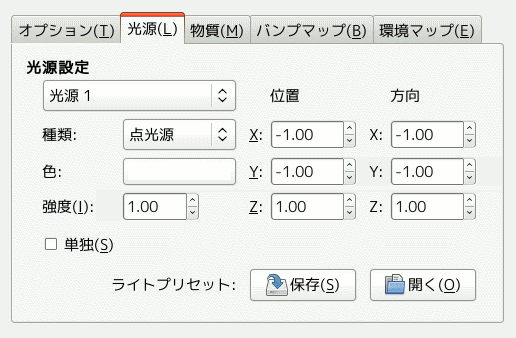 オプション(T) 光源(L) 物質(M) バンプマップ(B) 環境マップ(E)
光源設定
光源 1 位置 方向
種類: 点光源 X: -1.00 X: -1.00
色: Y: -1.00 Y: -1.00
強度(I): 1.00 Z: 1.00 Z: 1.00
単独(S)
ライトプリセット: 保存(S) 開く(O)